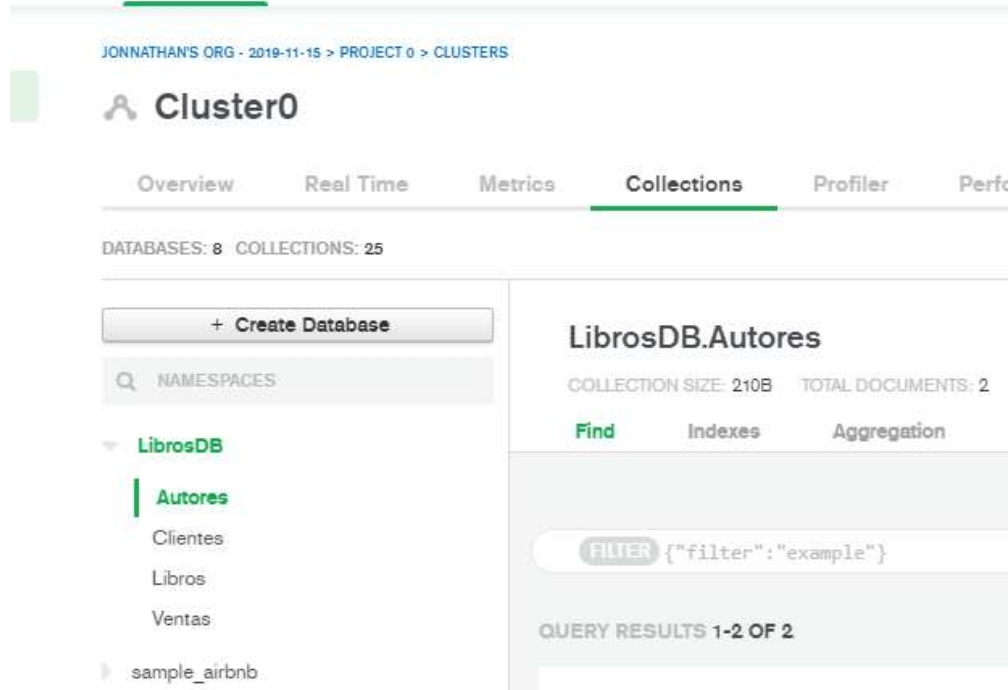 JONNATHAN'S ORG - 2019-11-15 > PROJECT 0 > CLUSTERS
Cluster0
Overview Real Time Metrics Collections Profiler Perfo
DATABASES: 8 COLLECTIONS: 25
+ Create Database
NAMESPACES
LibrosDB
Autores
Clientes
Libros
Ventas
sample_airbnb
LibrosDB.Autores
COLLECTION SIZE: 210B TOTAL DOCUMENTS: 2
Find Indexes Aggregation
FILTER {"filter":"example"}
QUERY RESULTS 1-2 OF 2